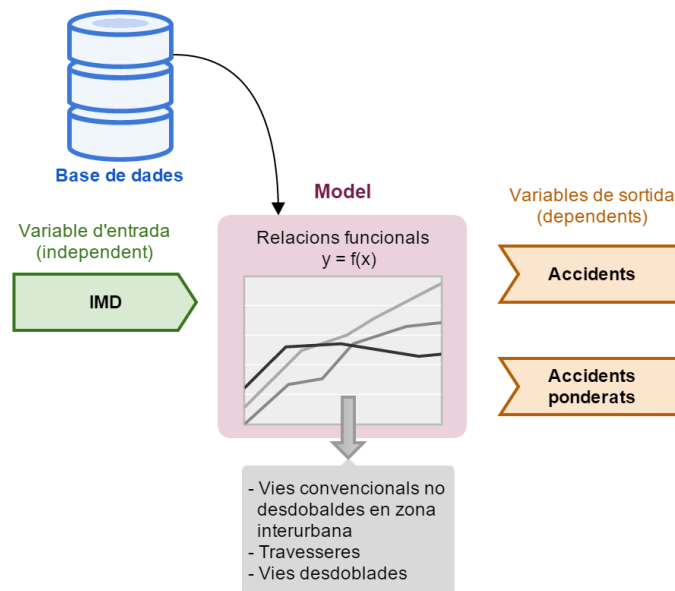 Base de dades
Model
Variable d'entrada
(independent)
IMD
Relacions funcionals
y = f(x)
Variables de sortida
(dependents)
Accidents
Accidents
ponderats
- Vies convencionals no
desdobaldes en zona
interurbana
- Travesseres
- Vies desdoblades